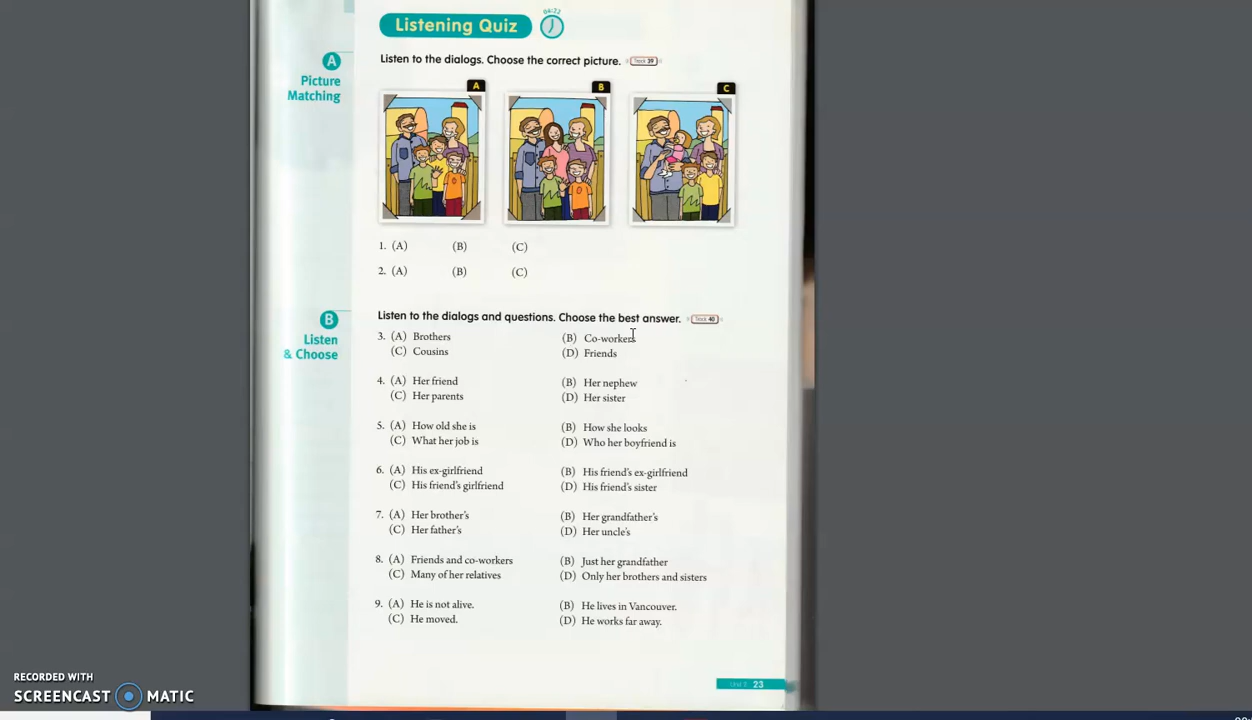 Listening Quiz
04:22
Listen to the dialogs. Choose the correct picture. Track 39
A
Picture
Matching
A
B
C
1. (A) (B) (C)
2. (A) (B) (C)
B
Listen
& Choose
Listen to the dialogs and questions. Choose the best answer. Track 40
3. (A) Brothers (B) Co-workers
(C) Cousins (D) Friends
4. (A) Her friend (B) Her nephew
(C) Her parents (D) Her sister
5. (A) How old she is (B) How she looks
(C) What her job is (D) Who her boyfriend is
6. (A) His ex-girlfriend (B) His friend's ex-girlfriend
(C) His friend's girlfriend (D) His friend's sister
7. (A) Her brother's (B) Her grandfather's
(C) Her father's (D) Her uncle's
8. (A) Friends and co-workers (B) Just her grandfather
(C) Many of her relatives (D) Only her brothers and sisters
9. (A) He is not alive. (B) He lives in Vancouver.
(C) He moved. (D) He works far away.
23
RECORDED WITH
SCREENCAST MATIC